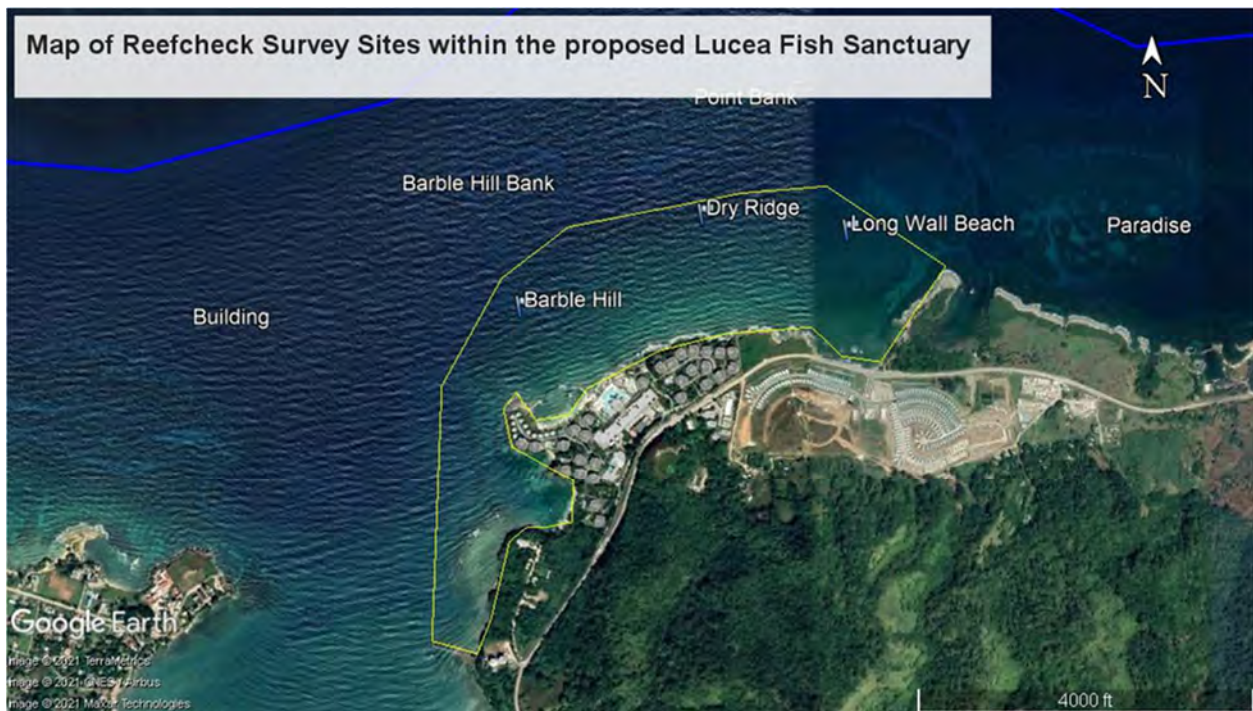 Map of Reefcheck Survey Sites within the proposed Lucea Fish Sanctuary
N
Point Bank
Barble Hill Bank
Dry Ridge
Long Wall Beach
Paradise
Barble Hill
Building
Google Earth
Image © 2021 TerraMetrics
Image © 2021 CNES / Airbus
Image © 2021 Maxar Technologies
4000 ft